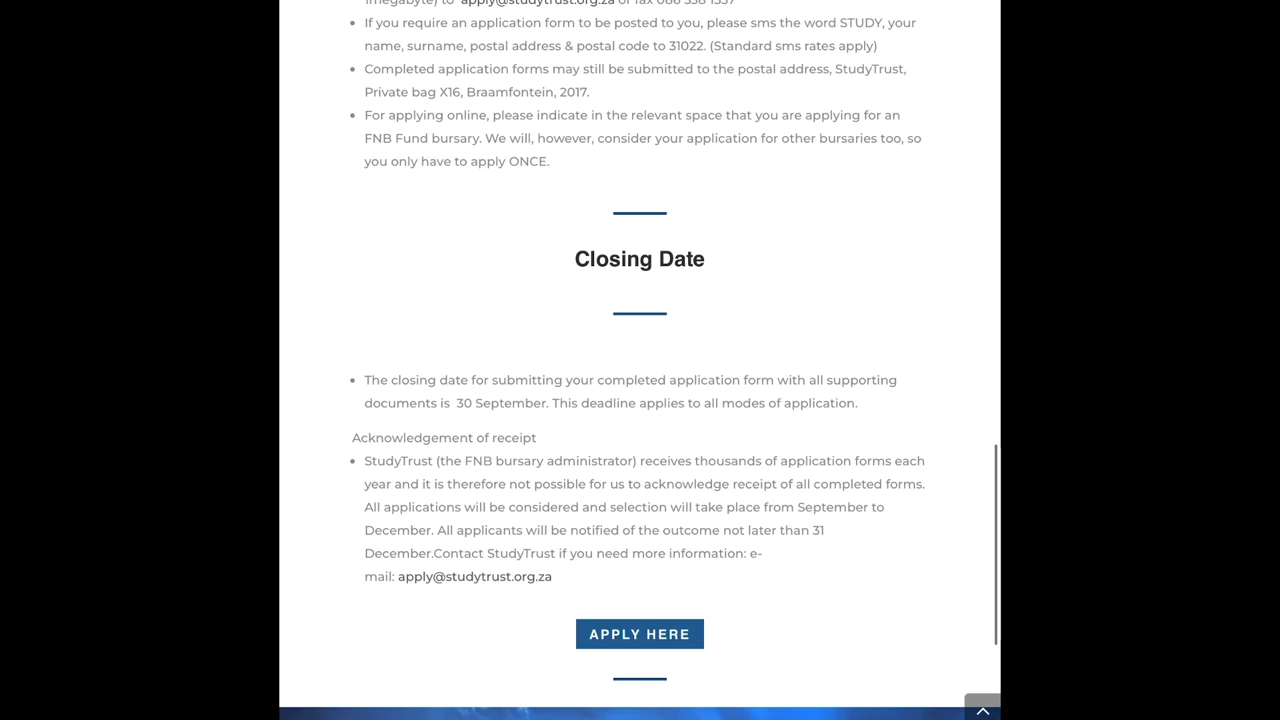 apply@studytrust.org.za or fax 086
If you require an application form to be posted to you, please sms the word STUDY, your
name, surname, postal address & postal code to 31022. (Standard sms rates apply)
Completed application forms may still be submitted to the postal address, StudyTrust,
Private bag X16, Braamfontein, 2017.
For applying online, please indicate in the relevant space that you are applying for an
FNB Fund bursary. We will, however, consider your application for other bursaries too, so
you only have to apply ONCE.
Closing Date
The closing date for submitting your completed application form with all supporting
documents is  30 September. This deadline applies to all modes of application.
Acknowledgement of receipt
StudyTrust (the FNB bursary administrator) receives thousands of application forms each
year and it is therefore not possible for us to acknowledge receipt of all completed forms.
All applications will be considered and selection will take place from September to
December. All applicants will be notified of the outcome not later than 31
December.Contact StudyTrust if you need more information: e-
mail: apply@studytrust.org.za
APPLY HERE